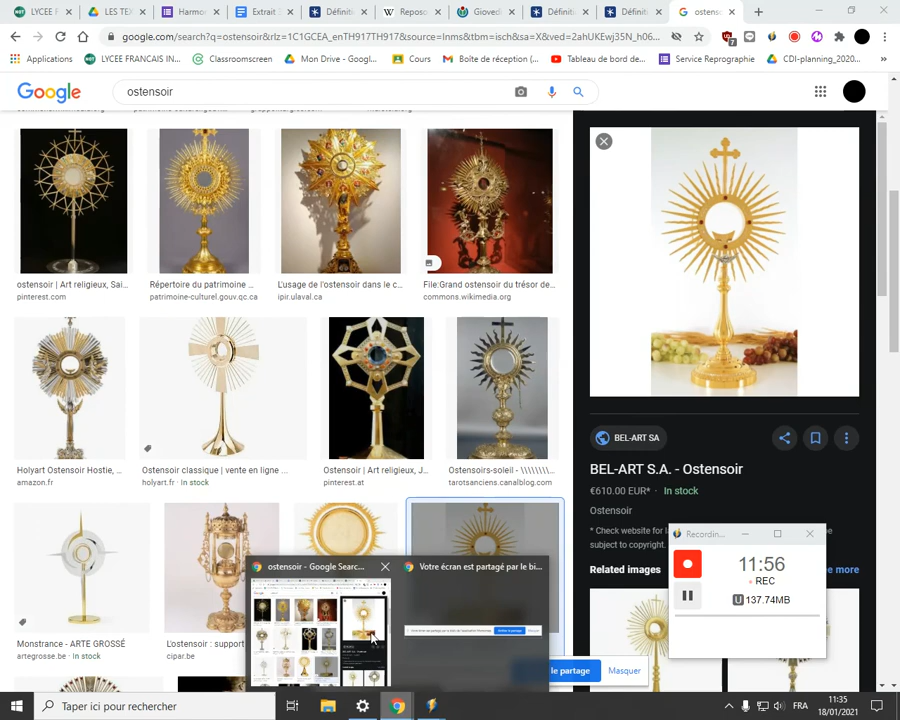 LYCEE F
LES TEX
Harmor
Extrait
Définiti
Reposo
Giovedì
Définiti
Définiti
ostenso
google.com/search?q=ostensoir&rlz=1C1GCEA_enTH917TH917&source=lnms&tbm=isch&sa=X&ved=2ahUKEwj35N_h06...
Applications
LYCEE FRANCAIS IN...
Classroomscreen
Mon Drive - Googl...
Cours
Boîte de réception (...
Tableau de bord de...
Service Reprographie
CDI-planning_2020...
Google
ostensoir
ostensoir | Art religieux, Sai...
pinterest.com
Répertoire du patrimoine ...
patrimoine-culturel.gouv.qc.ca
L'usage de l'ostensoir dans le c...
ipir.ulaval.ca
File:Grand ostensoir du trésor de...
commons.wikimedia.org
Holyart Ostensoir Hostie, ...
amazon.fr
Ostensoir classique | vente en ligne ...
holyart.fr · In stock
Ostensoir | Art religieux, J...
pinterest.at
Ostensoirs-soleil - \\\\\\\\...
tarotsanciens.canalblog.com
BEL-ART SA
BEL-ART S.A. - Ostensoir
€610.00 EUR* · In stock
Ostensoir
* Check website for l
subject to copyright.
Related images
ee more
Recordin...
11:56
REC
U 137.74MB
ostensoir - Google Searc...
Votre écran est partagé par le bi...
Monstrance - ARTE GROSSÉ
artegrosse.be · In stock
L'ostensoir : support
cipar.be
le partage
Masquer
Taper ici pour rechercher
FRA
11:35
18/01/2021